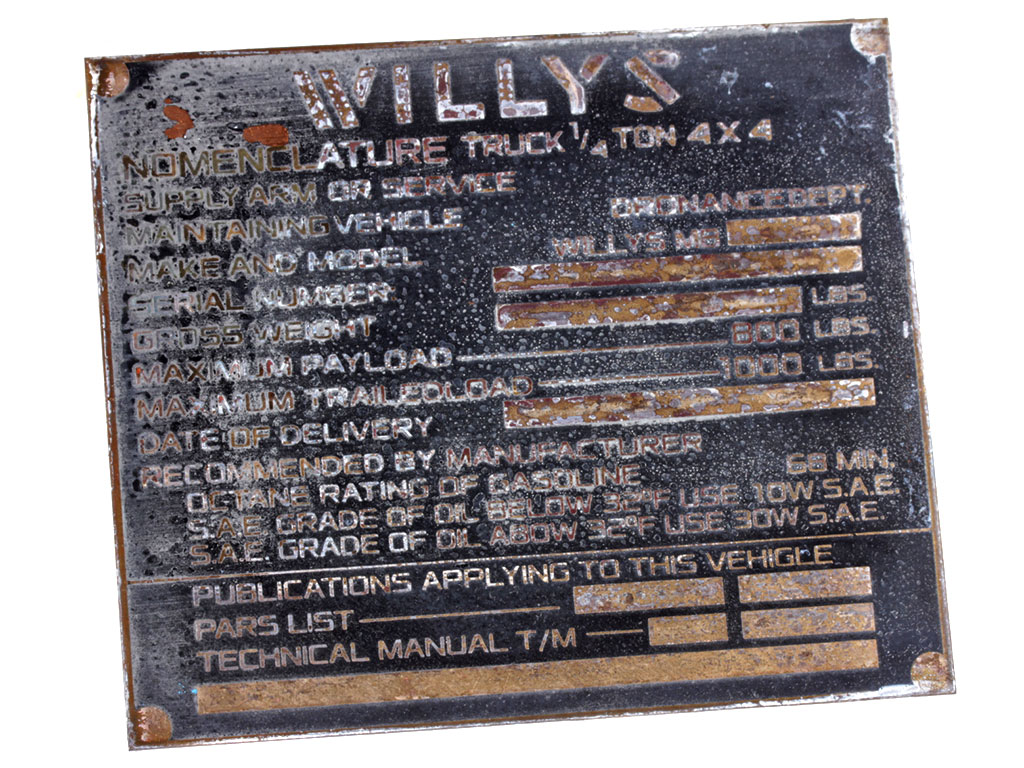 WILLYS
NOMENCLATURE TRUCK 1/4 TON 4X4
SUPPLY ARM OR SERVICE
MAINTAINING VEHICLE ORDNANCE DEPT.
MAKE AND MODEL WILLYS MB
SERIAL NUMBER
GROSS WEIGHT LBS.
MAXIMUM PAYLOAD 800 LBS.
MAXIMUM TRAILEDLOAD 1000 LBS
DATE OF DELIVERY
RECOMMENDED BY MANUFACTURER
OCTANE RATING OF GASOLINE 68 MIN.
S.A.E. GRADE OF OIL BELOW 32°F USE 10W S.A.E.
S.A.E. GRADE OF OIL ABOW 32°F USE 30W S.A.E
PUBLICATIONS APPLYING TO THIS VEHIGLE
PARS LIST
TECHNICAL MANUAL T/M